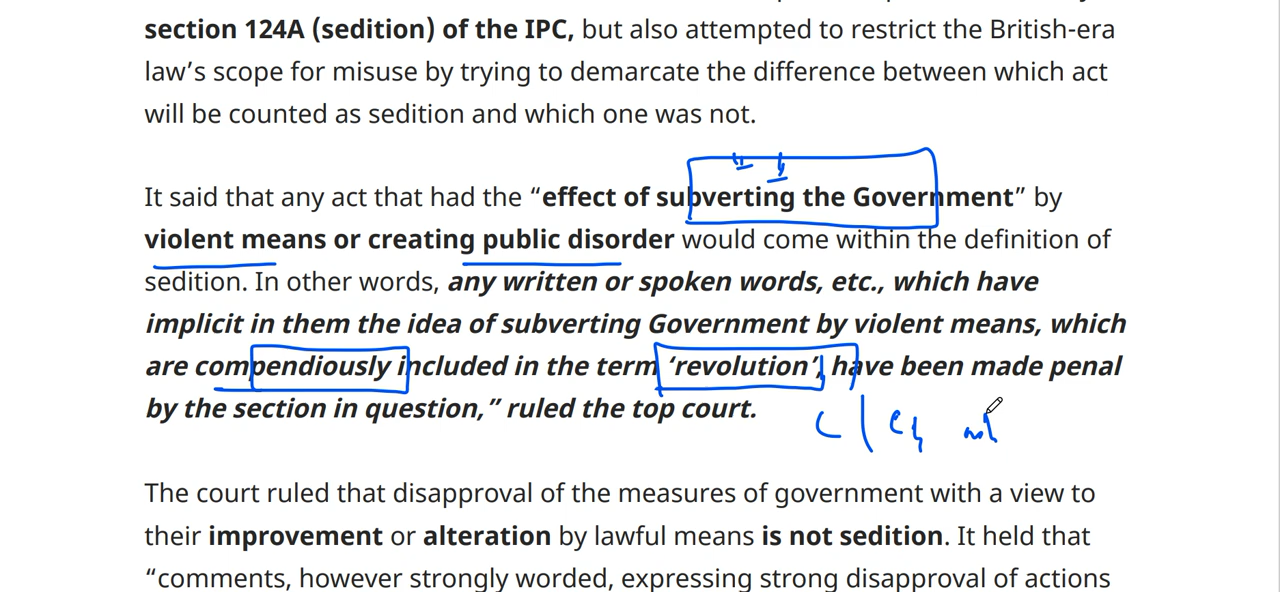 section 124A (sedition) of the IPC, but also attempted to restrict the British-era
law’s scope for misuse by trying to demarcate the difference between which act
will be counted as sedition and which one was not.
It said that any act that had the “effect of subverting the Government” by
violent means or creating public disorder would come within the definition of
sedition. In other words, any written or spoken words, etc., which have
implicit in them the idea of subverting Government by violent means, which
are compendiously included in the term ‘revolution’, have been made penal
by the section in question,” ruled the top court.
The court ruled that disapproval of the measures of government with a view to
their improvement or alteration by lawful means is not sedition. It held that
“comments, however strongly worded, expressing strong disapproval of actions